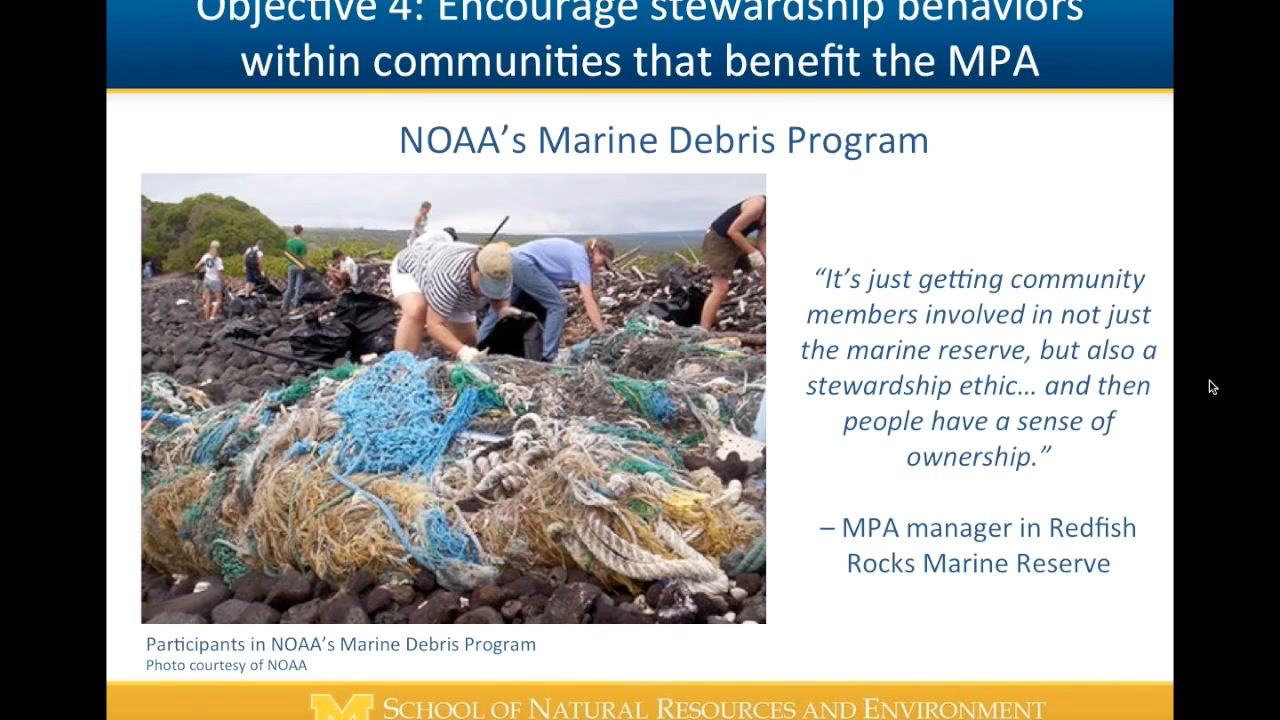 Objective 4: Encourage stewardship behaviors
within communities that benefit the MPA
NOAA’s Marine Debris Program
“It’s just getting community
members involved in not just
the marine reserve, but also a
stewardship ethic… and then
people have a sense of
ownership.”
– MPA manager in Redfish
Rocks Marine Reserve
Participants in NOAA’s Marine Debris Program
Photo courtesy of NOAA
M SCHOOL OF NATURAL RESOURCES AND ENVIRONMENT